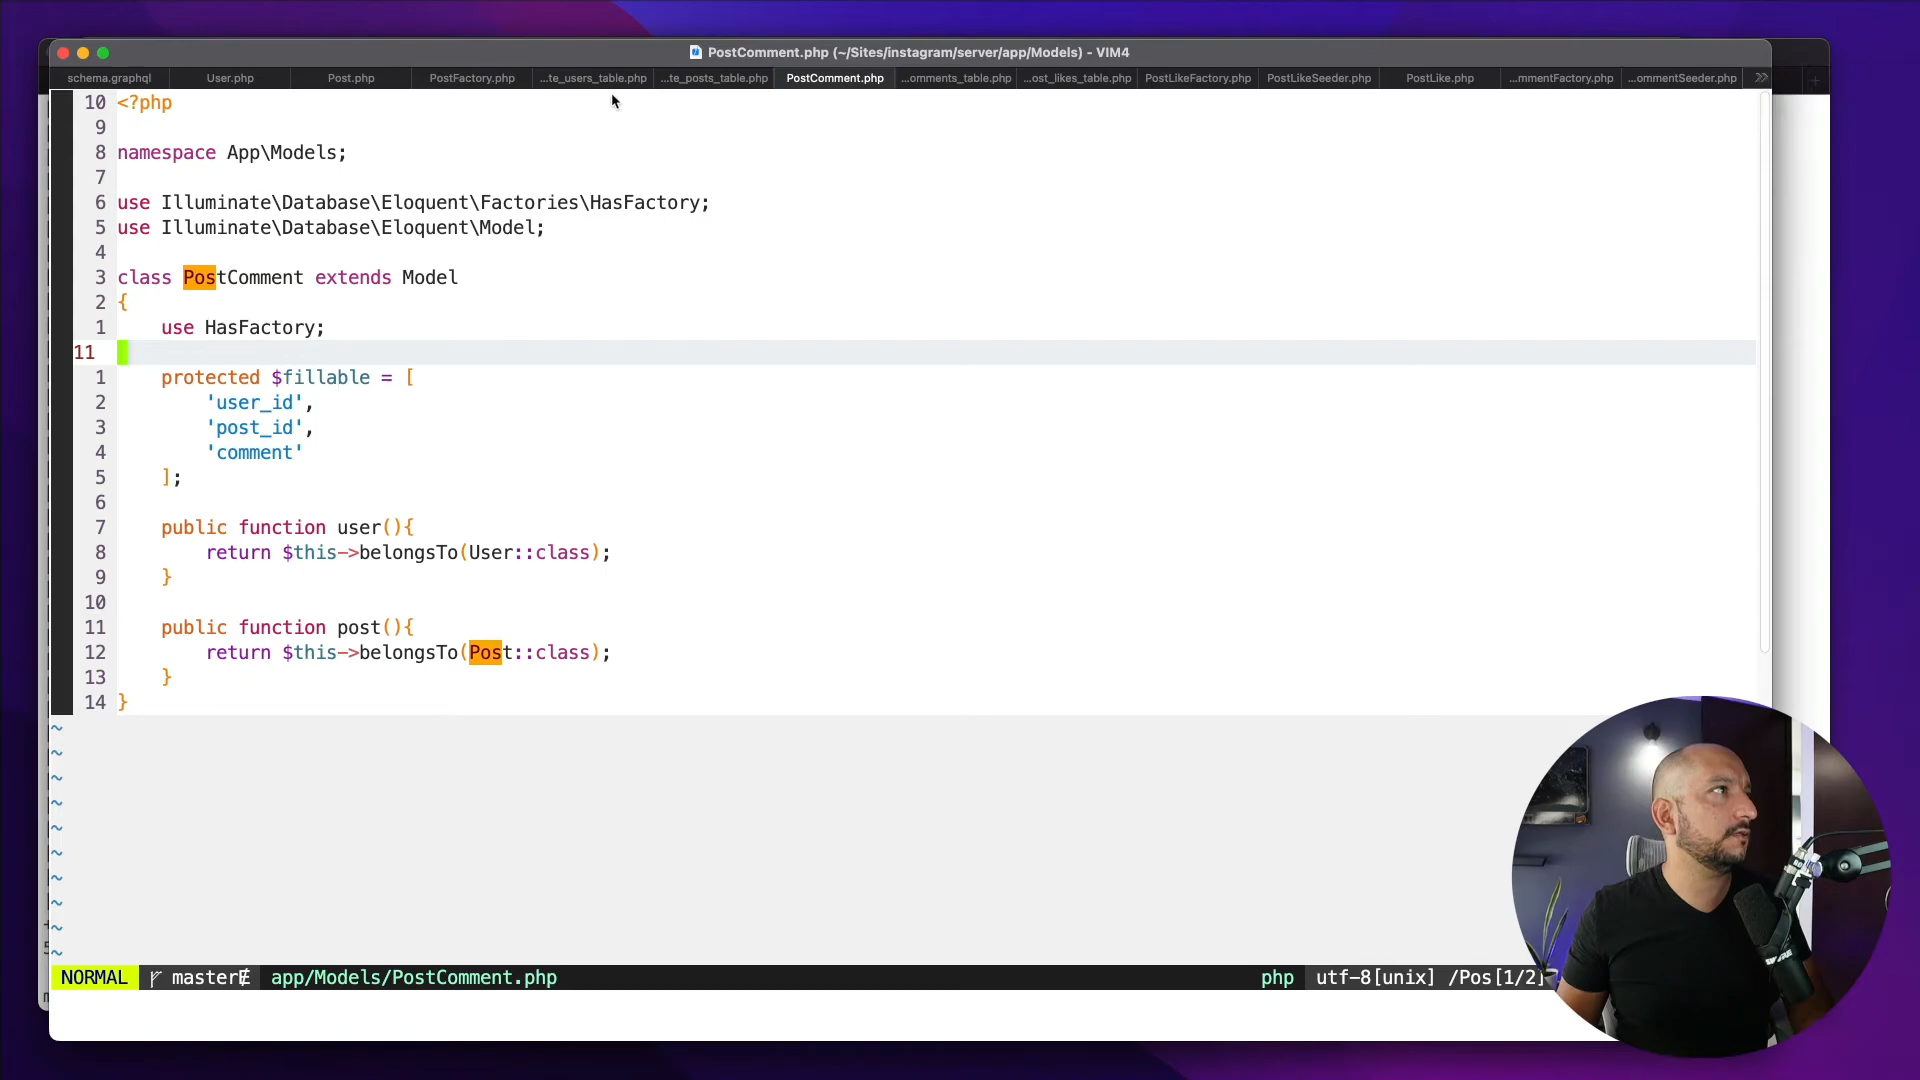 PostComment.php (~/Sites/instagram/server/app/Models) - VIM4
schema.graphql User.php Post.php PostFactory.php ...te_users_table.php ...te_posts_table.php PostComment.php ...omments_table.php ...ost_likes_table.php PostLikeFactory.php PostLikeSeeder.php PostLike.php ...mmentFactory.php ...ommentSeeder.php
10 <?php
9
8 namespace App\Models;
7
6 use Illuminate\Database\Eloquent\Factories\HasFactory;
5 use Illuminate\Database\Eloquent\Model;
4
3 class PostComment extends Model
2 {
1 use HasFactory;
11
1 protected $fillable = [
2 'user_id',
3 'post_id',
4 'comment'
5 ];
6
7 public function user(){
8 return $this->belongsTo(User::class);
9 }
10
11 public function post(){
12 return $this->belongsTo(Post::class);
13 }
14 }
~
~
~
~
~
~
~
~
~
~
NORMAL master app/Models/PostComment.php php utf-8[unix] /Pos[1/2]